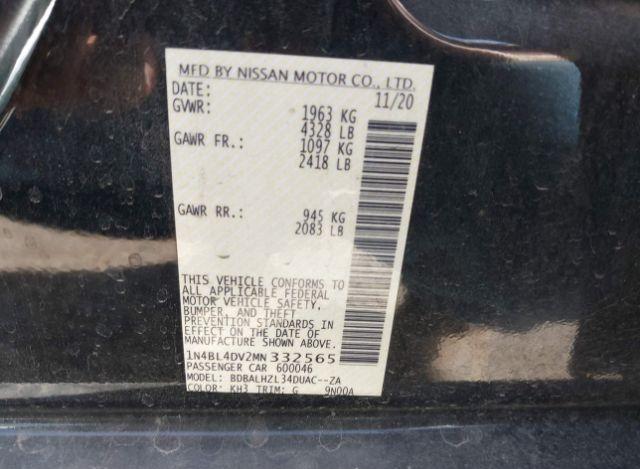 MFD BY NISSAN MOTOR CO., LTD.
DATE: 11/20
GVWR: 1963 KG
4328 LB
GAWR FR.: 1097 KG
2418 LB
GAWR RR.: 945 KG
2083 LB
THIS VEHICLE CONFORMS TO
ALL APPLICABLE FEDERAL
MOTOR VEHICLE SAFETY,
BUMPER, AND THEFT
PREVENTION STANDARDS IN
EFFECT ON THE DATE OF
MANUFACTURE SHOWN ABOVE.
1N4BL4DV2MN332565
PASSENGER CAR 600046
MODEL: BDBALHZL34DUAC--ZA
COLOR: KH3 TRIM: G 9N00A